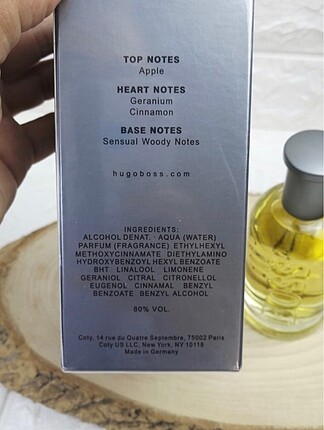 TOP NOTES
Apple
HEART NOTES
Geranium
Cinnamon
BASE NOTES
Sensual Woody Notes
hugoboss.com
INGREDIENTS:
ALCOHOL DENAT. · AQUA (WATER)
PARFUM (FRAGRANCE) ETHYLHEXYL
METHOXYCINNAMATE DIETHYLAMINO
HYDROXYBENZOYL HEXYL BENZOATE
BHT LINALOOL LIMONENE
GERANIOL CITRAL CITRONELLOL
EUGENOL CINNAMAL BENZYL
BENZOATE BENZYL ALCOHOL
80% VOL.
Coty, 14 rue du Quatre Septembre, 75002 Paris
Coty US LLC, New York, NY 10118
Made in Germany